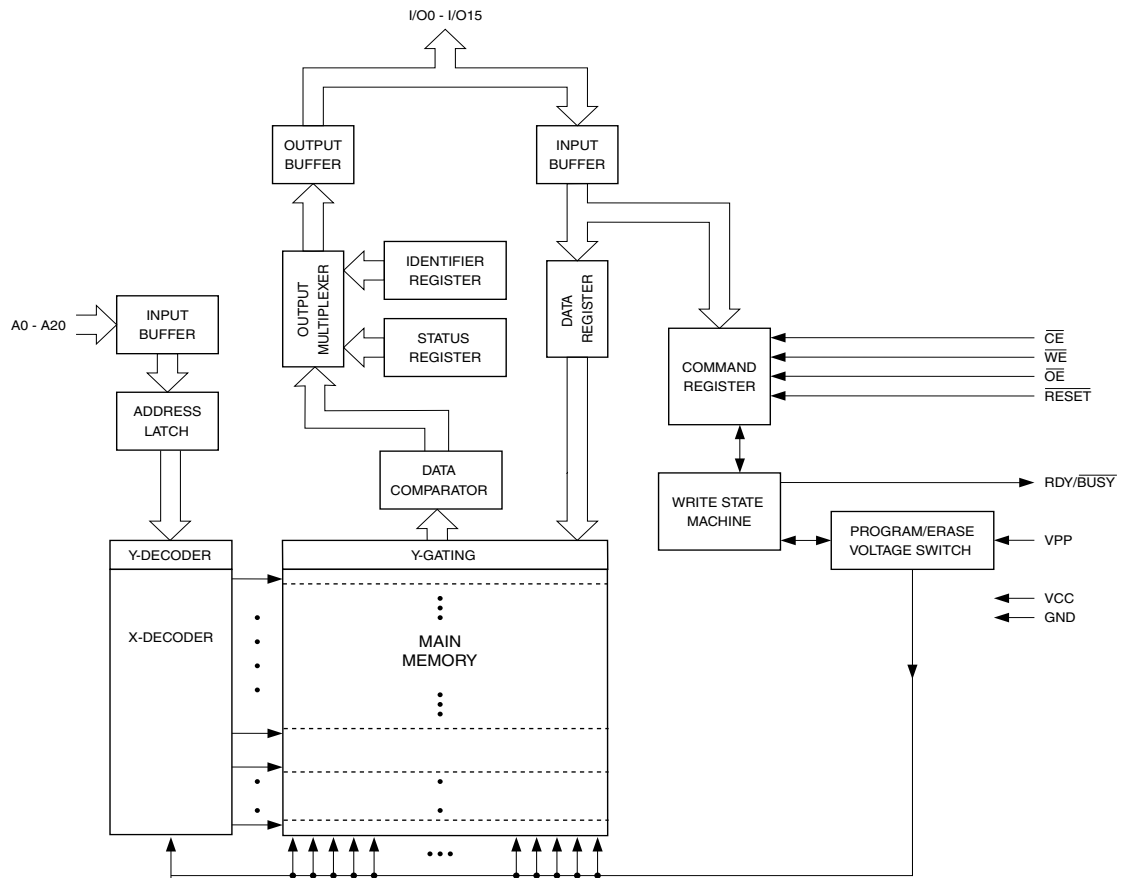 I/O0 - I/O15
OUTPUT
BUFFER
INPUT
BUFFER
IDENTIFIER
REGISTER
OUTPUT
MULTIPLEXER
DATA
REGISTER
A0 - A20
INPUT
BUFFER
STATUS
REGISTER
COMMAND
REGISTER
CE
WE
OE
RESET
ADDRESS
LATCH
DATA
COMPARATOR
WRITE STATE
MACHINE
RDY/BUSY
PROGRAM/ERASE
VOLTAGE SWITCH
VPP
Y-DECODER
Y-GATING
VCC
GND
X-DECODER
MAIN
MEMORY